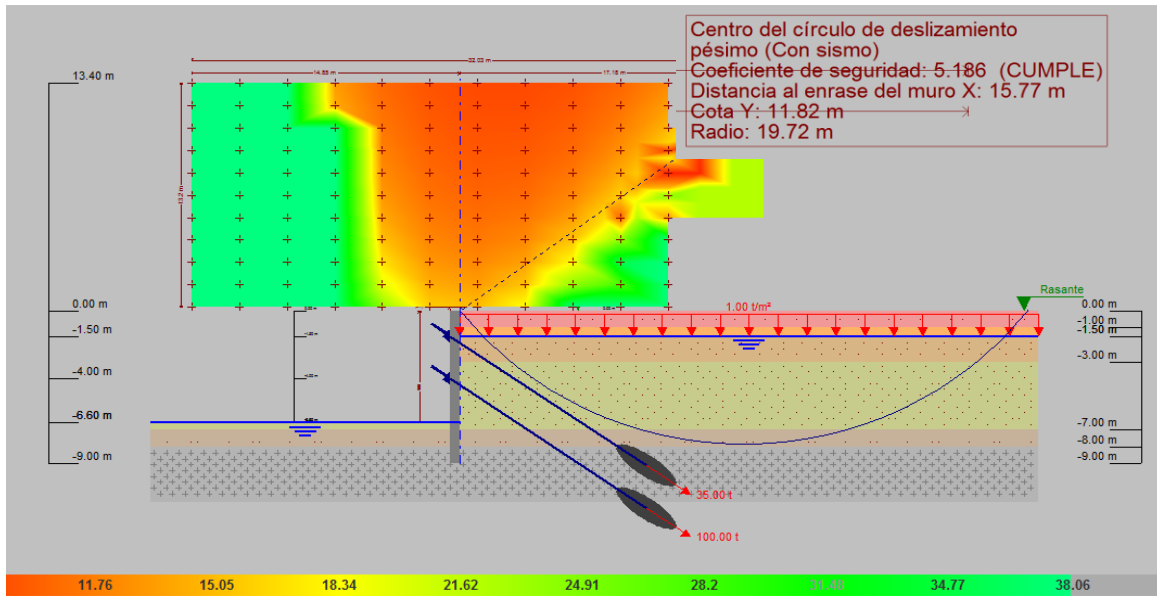 Centro del círculo de deslizamiento
pésimo (Con sismo)
Coeficiente de seguridad: 5.186 (CUMPLE)
Distancia al enrase del muro X: 15.77 m
Cota Y: 11.82 m
Radio: 19.72 m
17.15 m
13.40 m
13.2 m
0.00 m
-1.50 m
-4.00 m
-6.60 m
-9.00 m
1.00 t/m²
Rasante
0.00 m
-1.00 m
-1.50 m
-3.00 m
-7.00 m
-8.00 m
-9.00 m
35.00 t
100.00 t
11.76 15.05 18.34 21.62 24.91 28.2 31.48 34.77 38.06